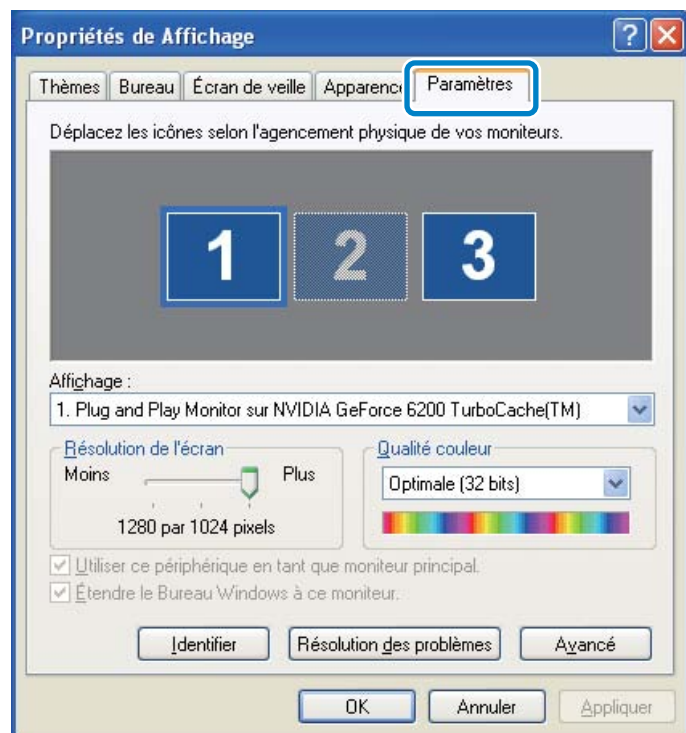 Propriétés de Affichage
Thèmes Bureau Écran de veille Apparence Paramètres
Déplacez les icônes selon l'agencement physique de vos moniteurs.
1 2 3
Affichage :
1. Plug and Play Monitor sur NVIDIA GeForce 6200 TurboCache(TM)
Résolution de l'écran
Moins Plus
1280 par 1024 pixels
Qualité couleur
Optimale (32 bits)
Utiliser ce périphérique en tant que moniteur principal.
Étendre le Bureau Windows à ce moniteur.
Identifier Résolution des problèmes Avancé
OK Annuler Appliquer